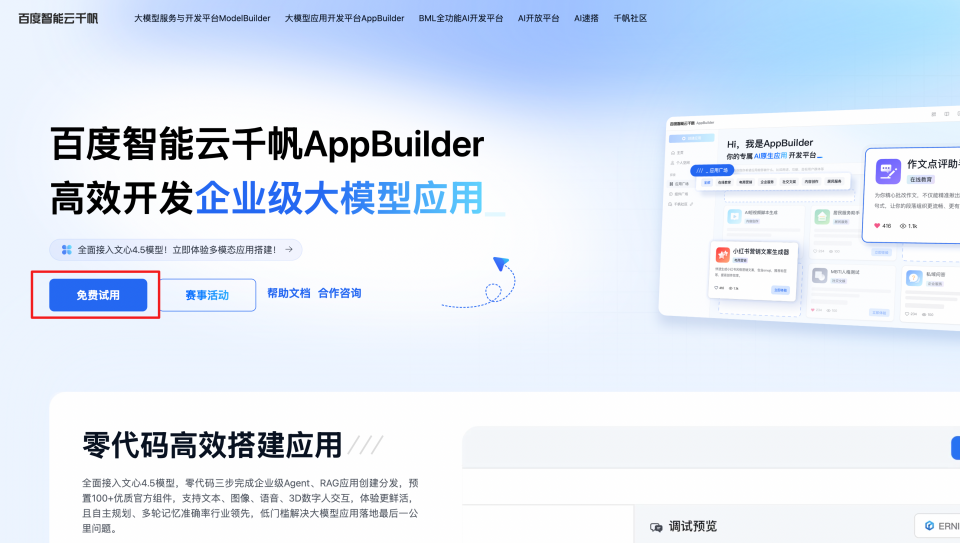 百度智能云千帆
大模型服务与开发平台ModelBuilder
大模型应用开发平台AppBuilder
BML全功能AI开发平台
AI开放平台
AI速搭
千帆社区
百度智能云千帆AppBuilder
高效开发企业级大模型应用_
全面接入文心4.5模型！立即体验多模态应用搭建！ →
免费试用
赛事活动
帮助文档
合作咨询
百度智能云千帆 AppBuilder
Hi，我是AppBuilder
你的专属AI原生应用开发平台_
/// _应用广场
作文点评助手
在线教育
418
1.1k
小红书营销文案生成器
私域问答
零代码高效搭建应用
全面接入文心4.5模型，零代码三步完成企业级Agent、RAG应用创建分发，预
置100+优质官方组件，支持文本、图像、语音、3D数字人交互，体验更鲜活，
且自主规划、多轮记忆准确率行业领先，低门槛解决大模型应用落地最后一公
里问题。
调试预览
ERNI